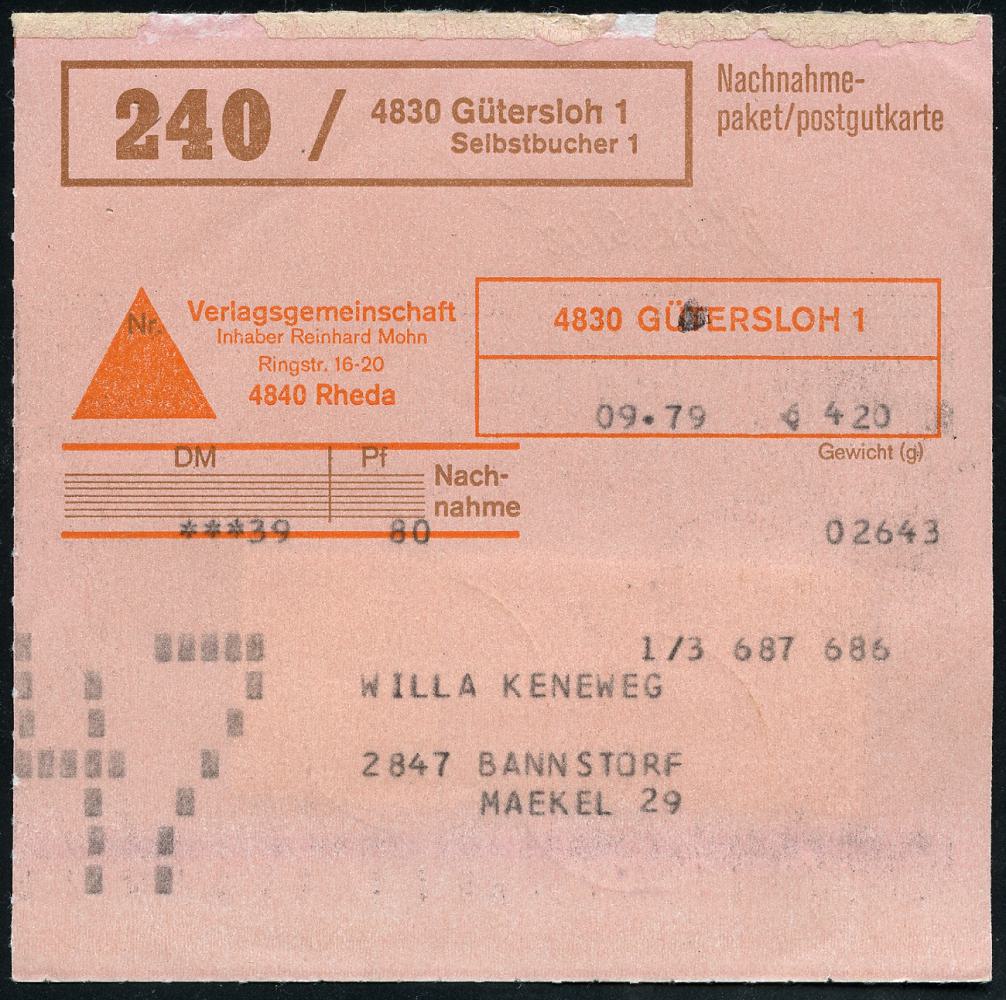 240 / 4830 Gütersloh 1
Selbstbucher 1
Nachnahme-
paket/postgutkarte
Nr.
Verlagsgemeinschaft
Inhaber Reinhard Mohn
Ringstr. 16-20
4840 Rheda
4830 GÜTERSLOH 1
09.79 420
Gewicht (g)
DM Pf
Nach-
nahme
***39 80
02643
1/3 687 686
WILLA KENEWEG
2847 BANNSTORF
MAEKEL 29
47